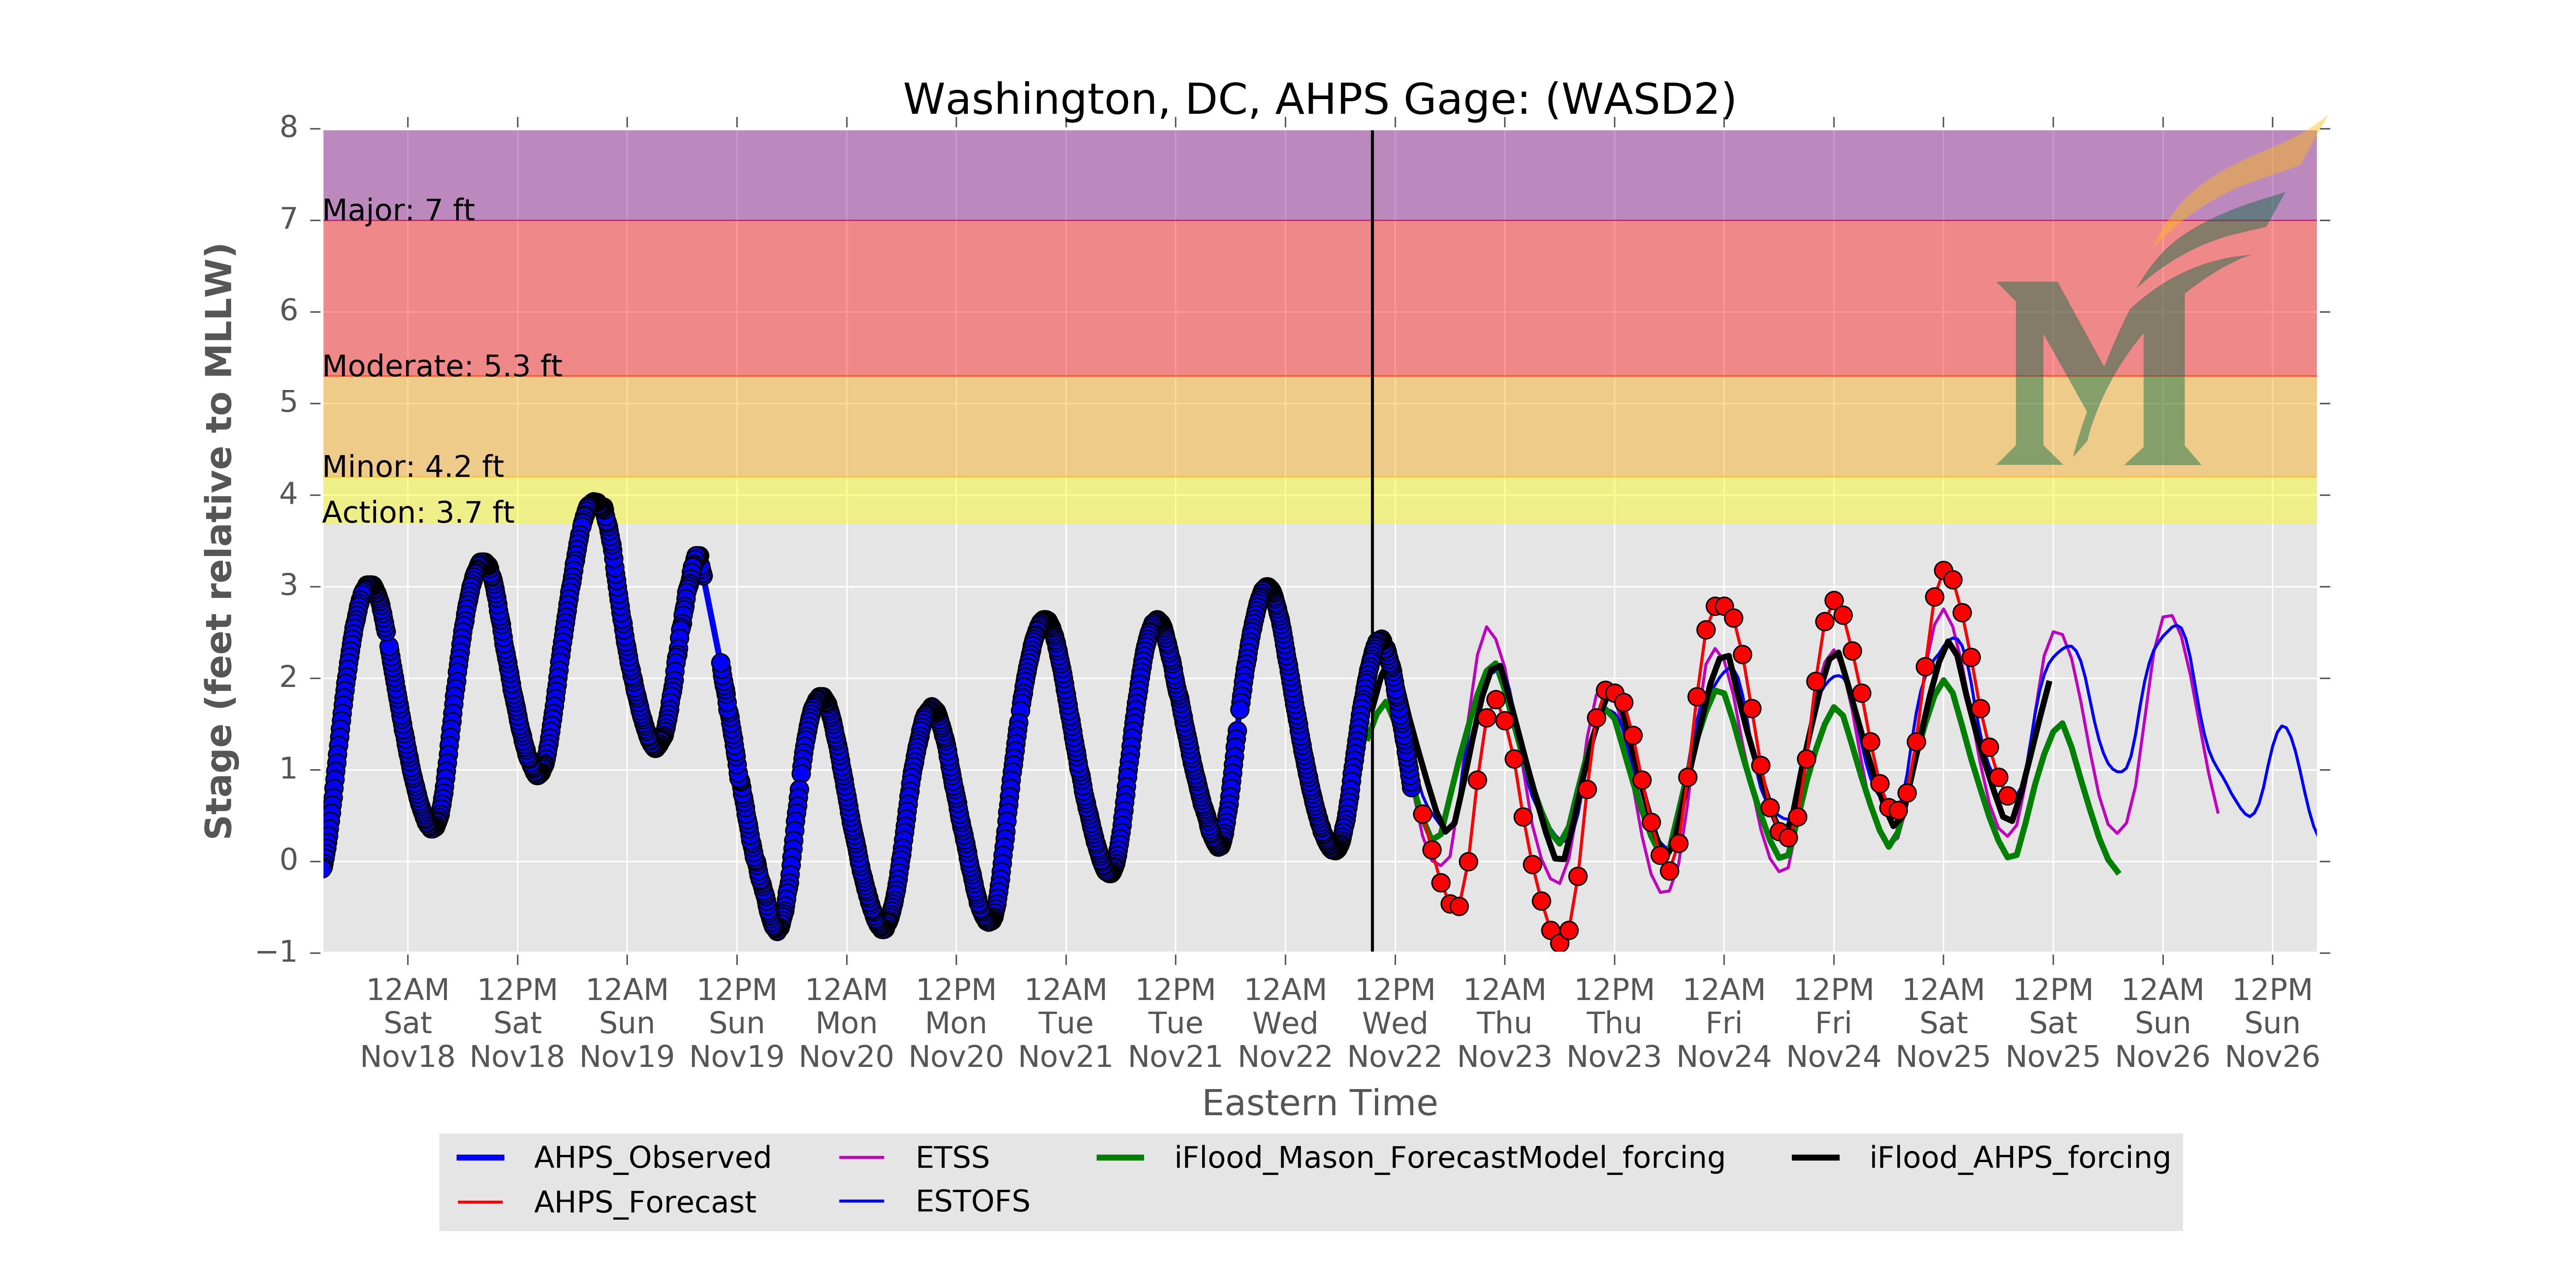 Washington, DC, AHPS Gage: (WASD2)
Stage (feet relative to MLLW)
8
7
6
5
4
3
2
1
0
−1
Major: 7 ft
Moderate: 5.3 ft
Minor: 4.2 ft
Action: 3.7 ft
12AM 12PM 12AM 12PM 12AM 12PM 12AM 12PM 12AM 12PM 12AM 12PM 12AM 12PM 12AM 12PM 12AM 12PM
Sat Sat Sun Sun Mon Mon Tue Tue Wed Wed Thu Thu Fri Fri Sat Sat Sun Sun
Nov18 Nov18 Nov19 Nov19 Nov20 Nov20 Nov21 Nov21 Nov22 Nov22 Nov23 Nov23 Nov24 Nov24 Nov25 Nov25 Nov26 Nov26
Eastern Time
AHPS_Observed ETSS iFlood_Mason_ForecastModel_forcing iFlood_AHPS_forcing
AHPS_Forecast ESTOFS
M